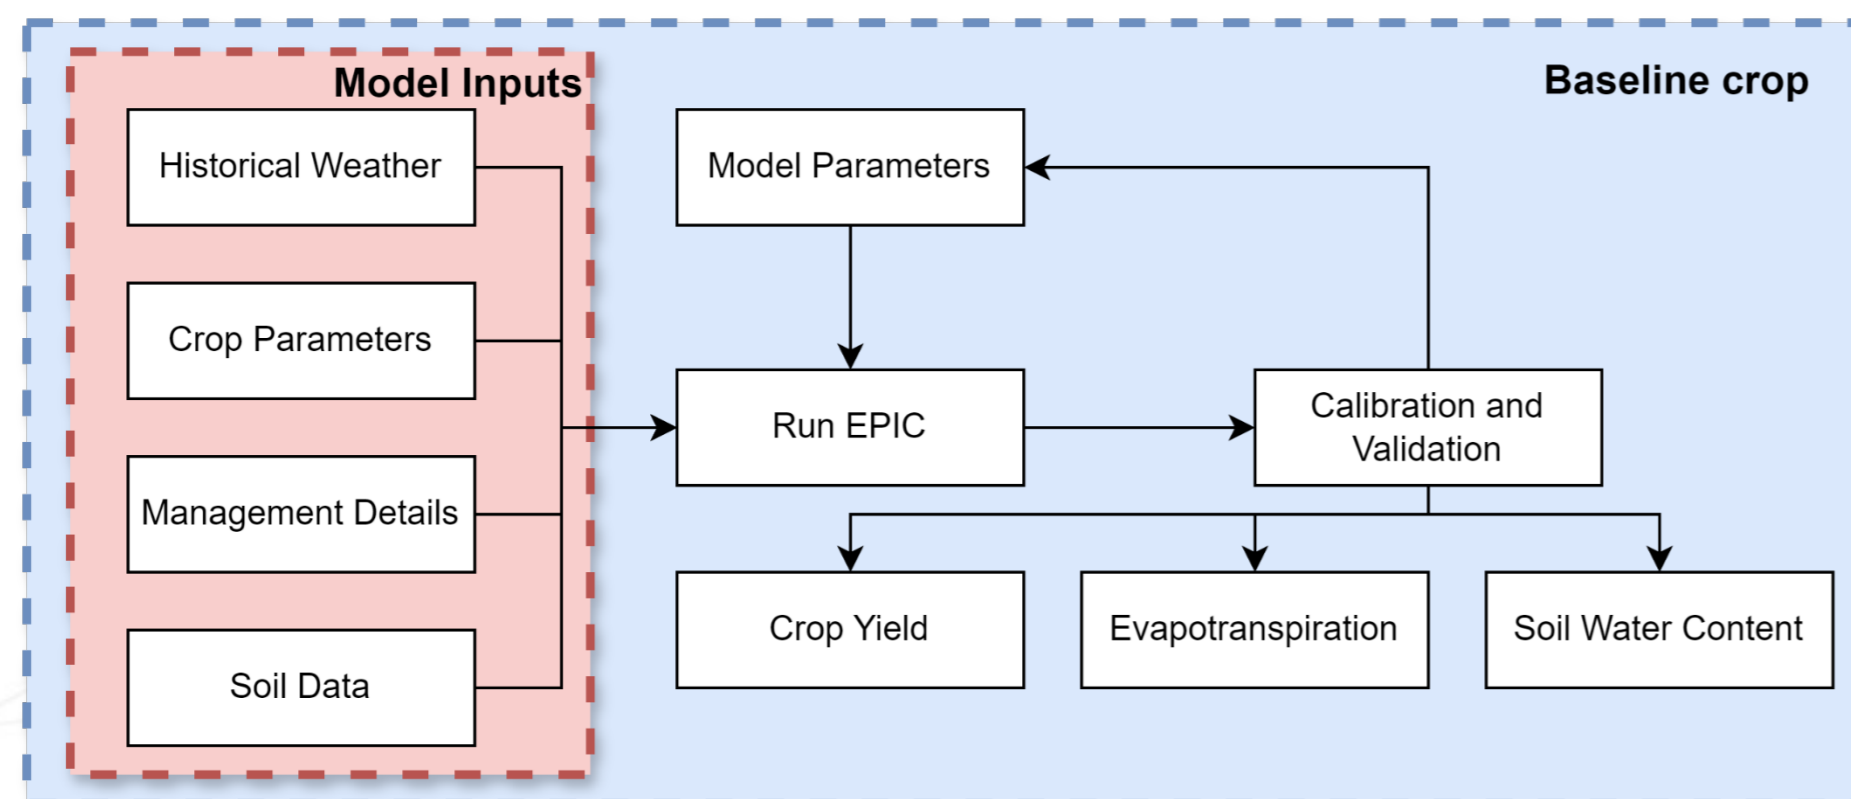 Model Inputs
Baseline crop
Historical Weather
Model Parameters
Crop Parameters
Run EPIC
Calibration and
Validation
Management Details
Crop Yield
Evapotranspiration
Soil Water Content
Soil Data